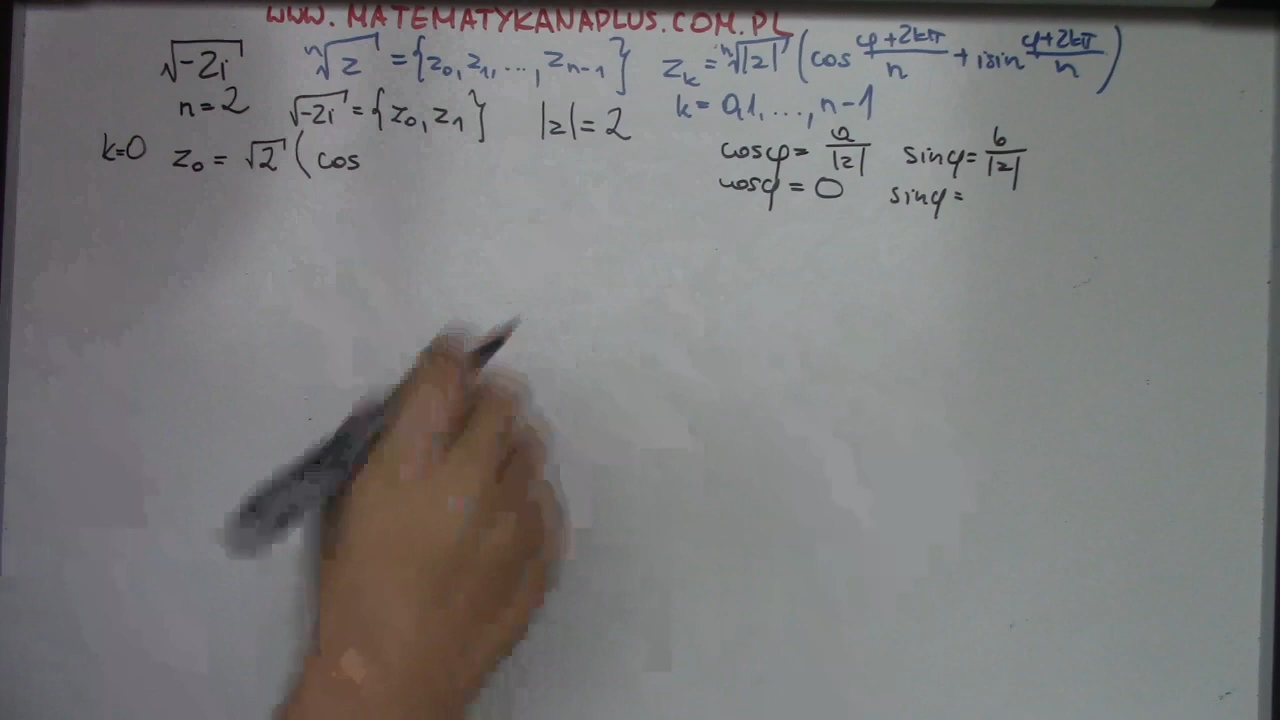 WWW.MATEMATYKANAPLUS.COM.PL
√-2i ⁿ√z = {z₀, z₁, ..., zₙ₋₁} zₖ = ⁿ√|z| (cos (φ+2kπ)/n + i sin (φ+2kπ)/n)
n=2 √-2i = {z₀, z₁} |z|=2 k=0,1,...,n-1
k=0 z₀ = √2 (cos cosφ = a/|z| sinφ = b/|z|
cosφ = 0 sinφ =